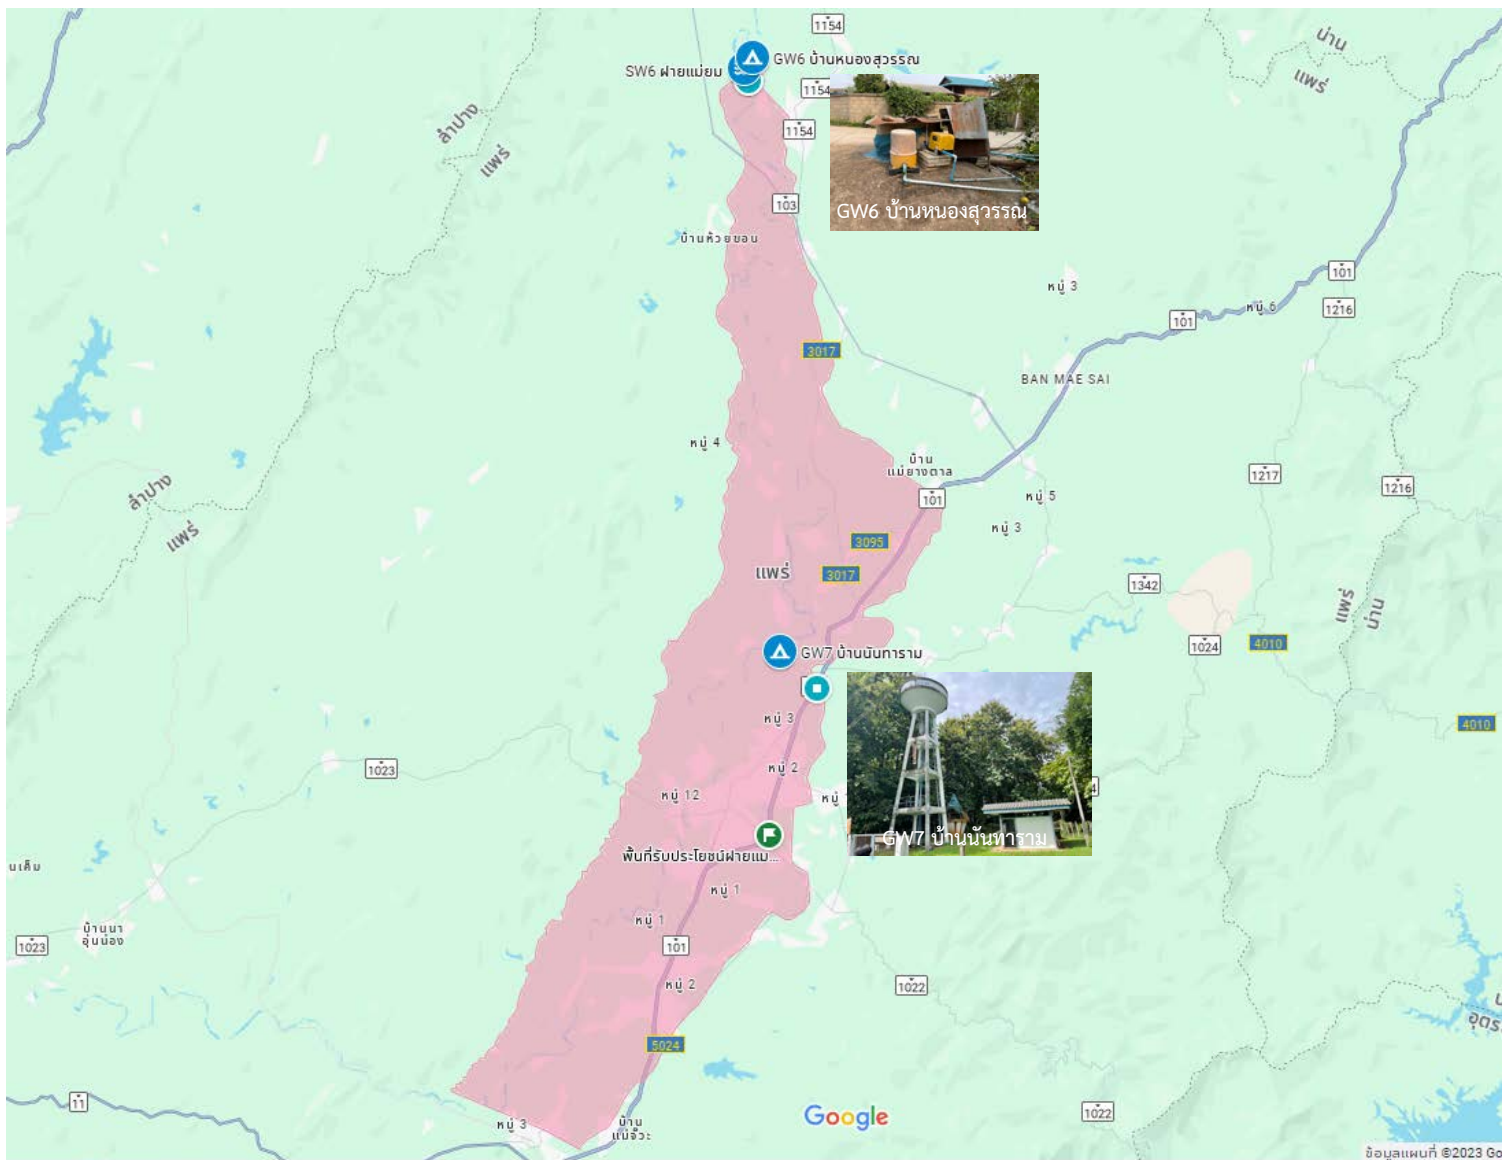 1154
น่าน
แพร่
GW6 บ้านหนองสุวรรณ
SW6 ฝายแม่ยม
1154
1154
ลำปาง
แพร่
GW6 บ้านหนองสุวรรณ
103
บ้านห้วยขอน
101
หมู่ 3
หมู่ 6
1216
101
3017
BAN MAE SAI
หมู่ 4
บ้าน
แม่ยางตาล
1217
1216
ลำปาง
แพร่
101
หมู่ 5
หมู่ 3
3095
แพร่
3017
1342
แพร่
น่าน
1024
4010
GW7 บ้านนันทาราม
หมู่ 3
4010
1023
หมู่ 2
หมู่ 12
หมู่
4
GW7 บ้านนันทาราม
พื้นที่รับประโยชน์ฝายแม่...
นเค็ม
หมู่ 1
หมู่ 1
บ้านนา
อุ่นน่อง
1023
101
หมู่ 2
1022
อุตร
5024
11
หมู่ 3
บ้าน
แม่จั๊วะ
Google
1022
ข้อมูลแผนที่ ©2023 Go